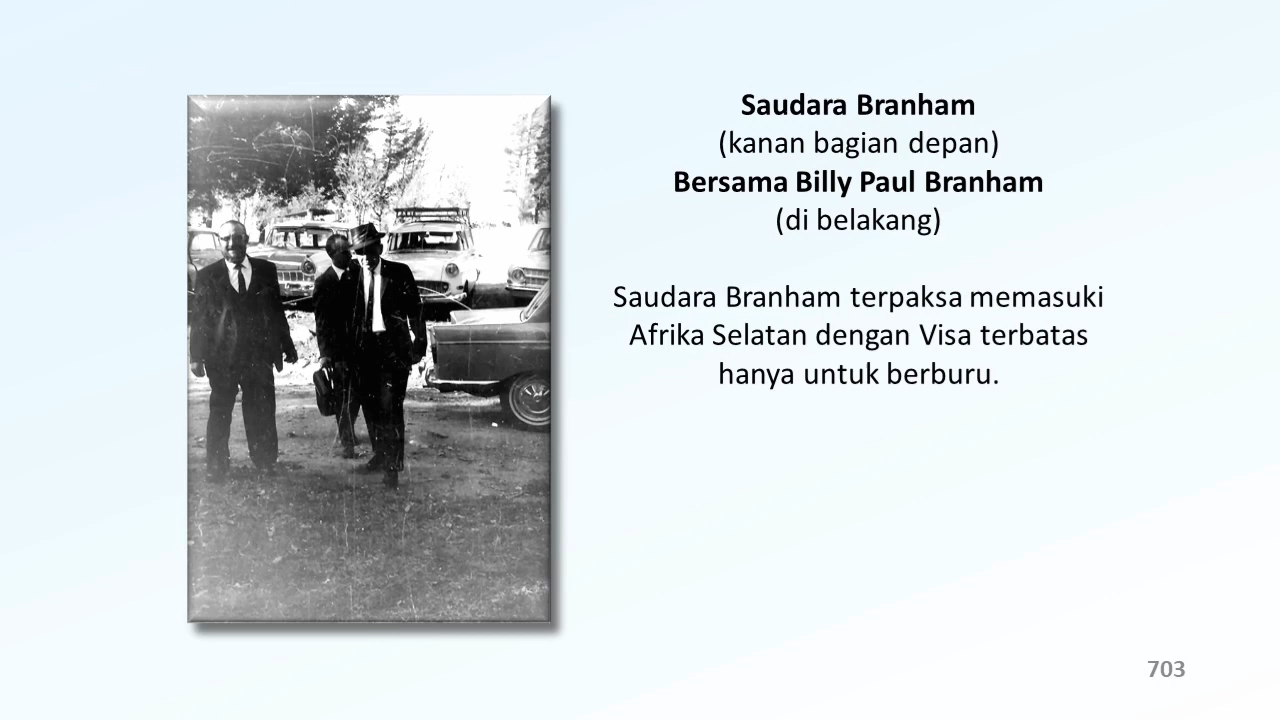 Saudara Branham
(kanan bagian depan)
Bersama Billy Paul Branham
(di belakang)
Saudara Branham terpaksa memasuki
Afrika Selatan dengan Visa terbatas
hanya untuk berburu.
703